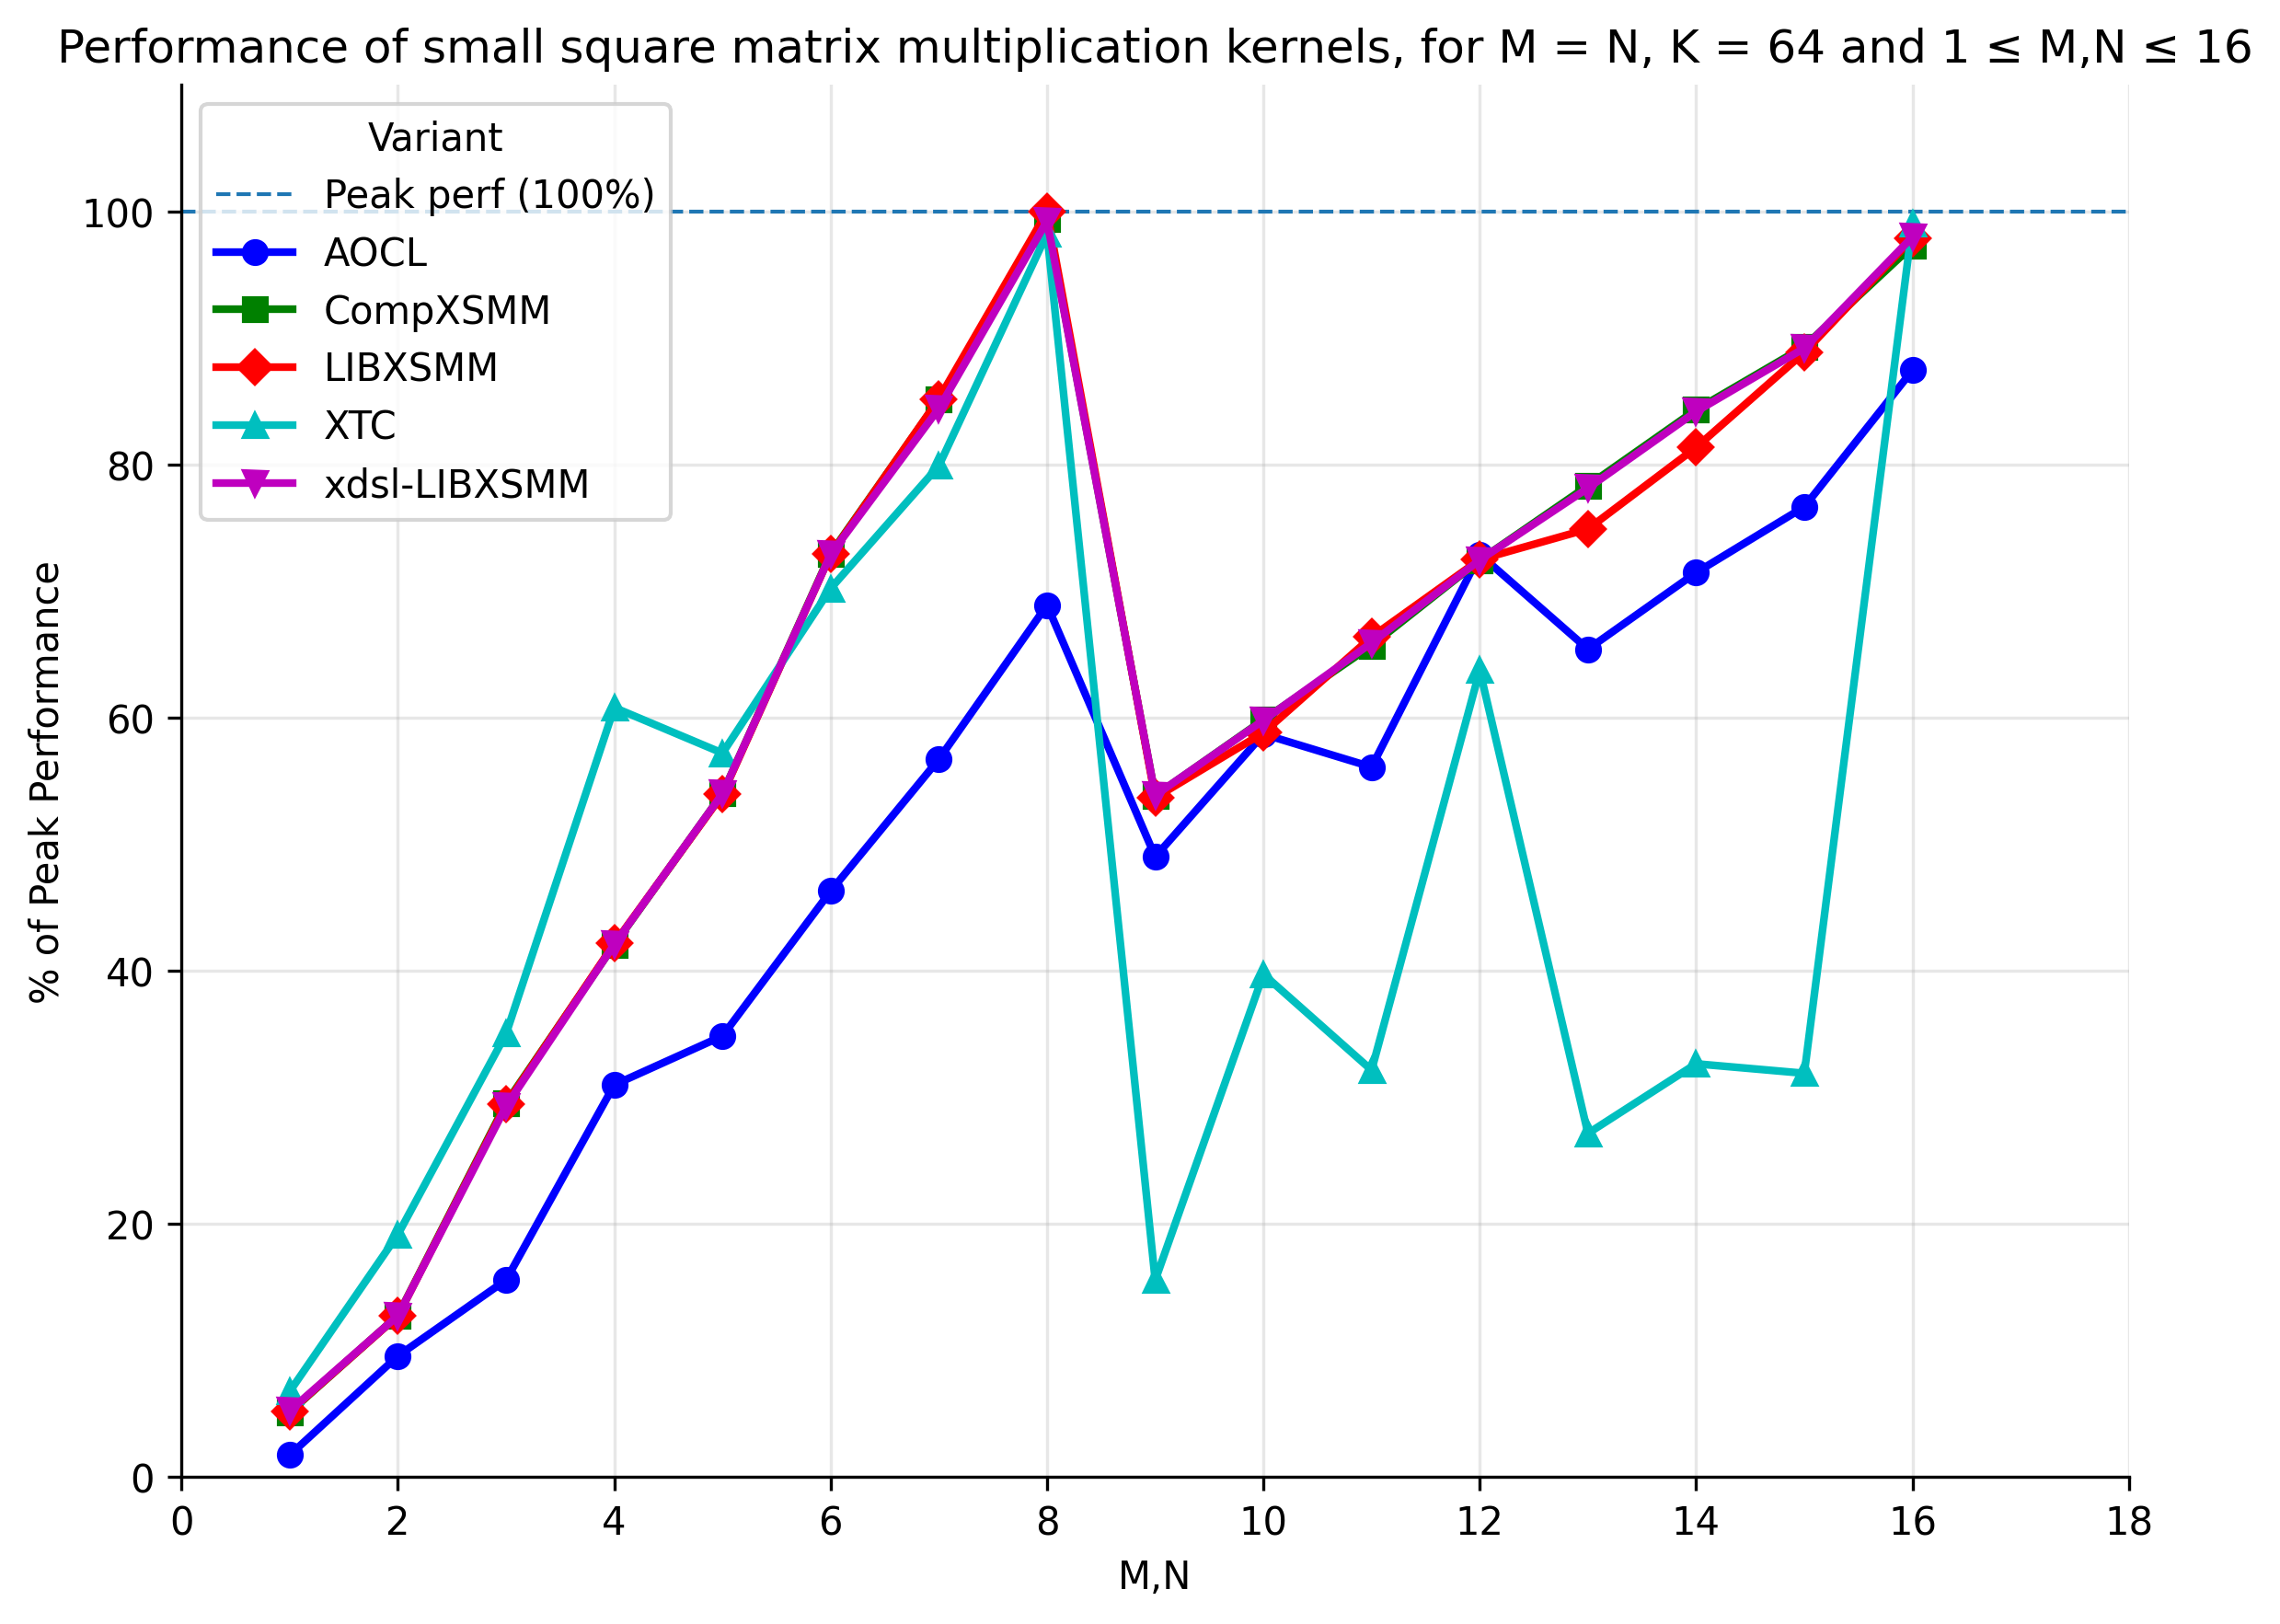 Performance of small square matrix multiplication kernels, for M = N, K = 64 and 1 ≤ M,N ≤ 16
Variant
Peak perf (100%)
AOCL
CompXSMM
LIBXSMM
XTC
xdsl-LIBXSMM
% of Peak Performance
100
80
60
40
20
0
0 2 4 6 8 10 12 14 16 18
M,N